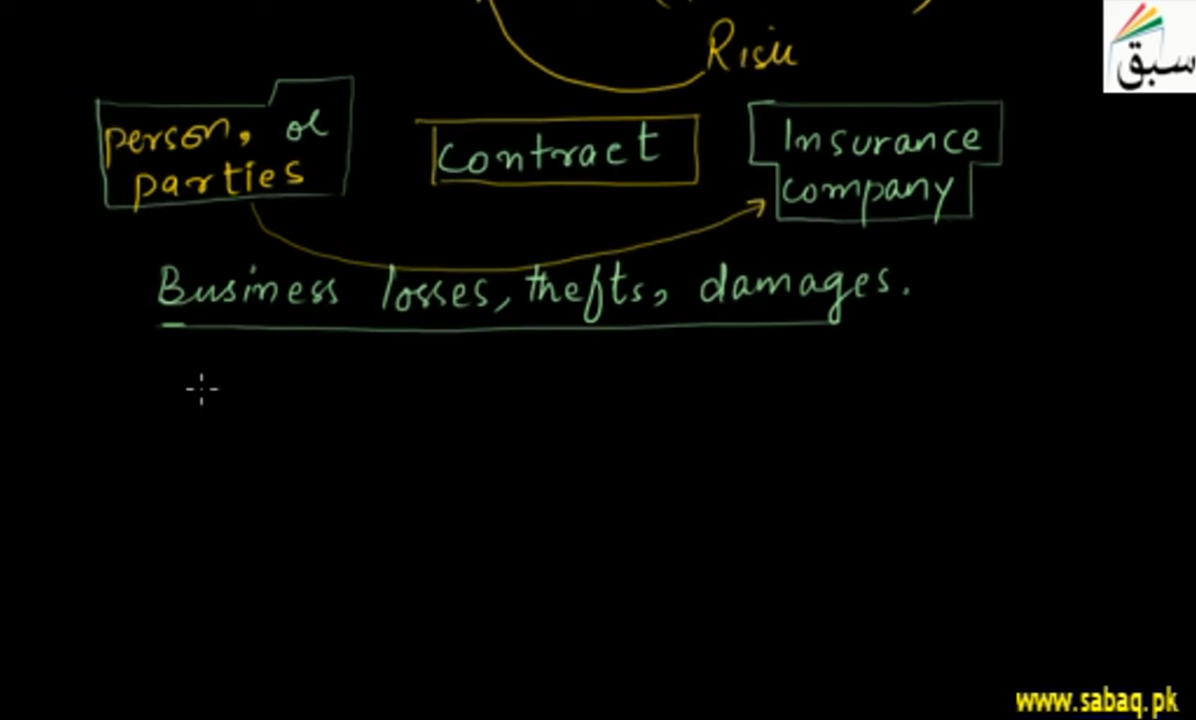 Risk
سبق
person, or
parties
Contract
Insurance
company
Business losses, thefts, damages.
www.sabaq.pk